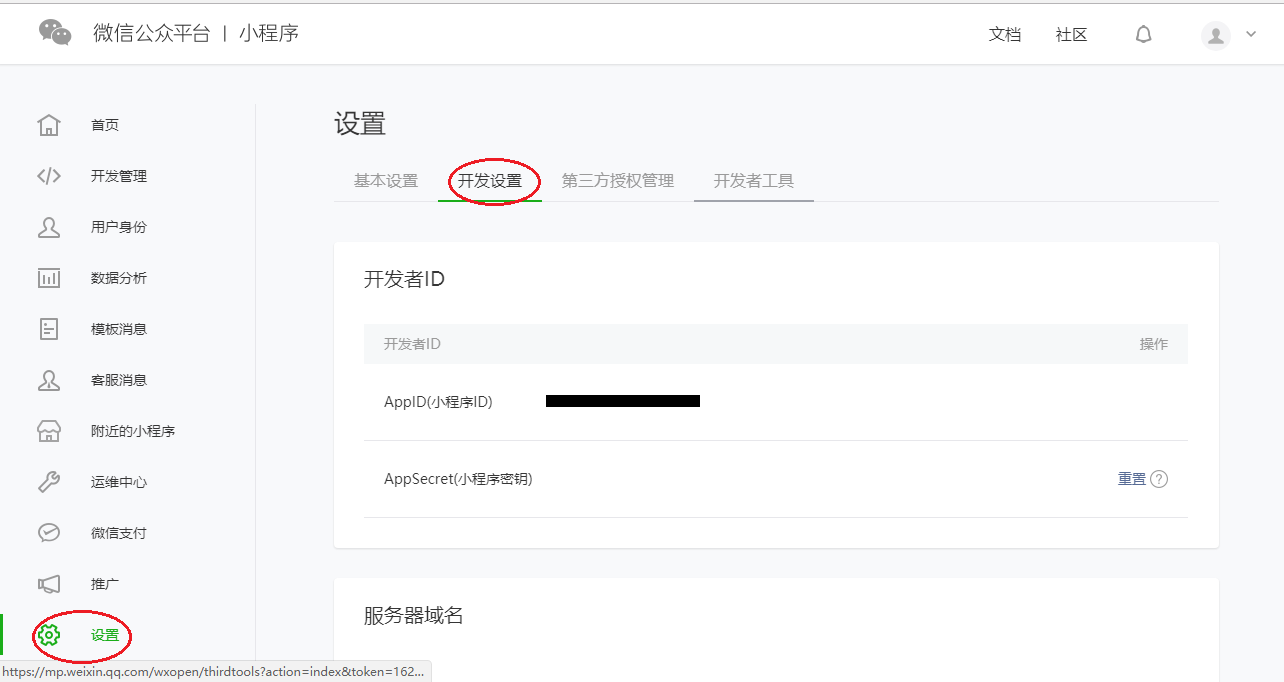 微信公众平台 | 小程序
文档 社区
首页
开发管理
用户身份
数据分析
模板消息
客服消息
附近的小程序
运维中心
微信支付
推广
设置
设置
基本设置 开发设置 第三方授权管理 开发者工具
开发者ID
开发者ID 操作
AppID(小程序ID)
AppSecret(小程序密钥) 重置 ?
服务器域名
https://mp.weixin.qq.com/wxopen/thirdtools?action=index&token=162...